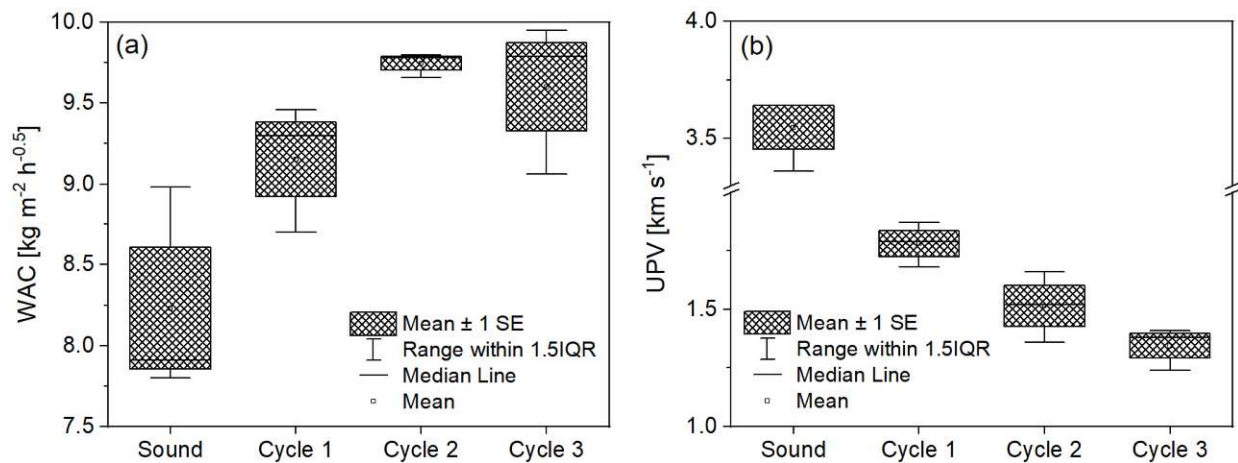 (a)
10.0
9.5
9.0
8.5
8.0
7.5
WAC [kg m⁻² h⁻⁰·⁵]
Mean ± 1 SE
Range within 1.5IQR
Median Line
Mean
Sound Cycle 1 Cycle 2 Cycle 3
(b)
4.0
3.5
1.5
1.0
UPV [km s⁻¹]
Mean ± 1 SE
Range within 1.5IQR
Median Line
Mean
Sound Cycle 1 Cycle 2 Cycle 3